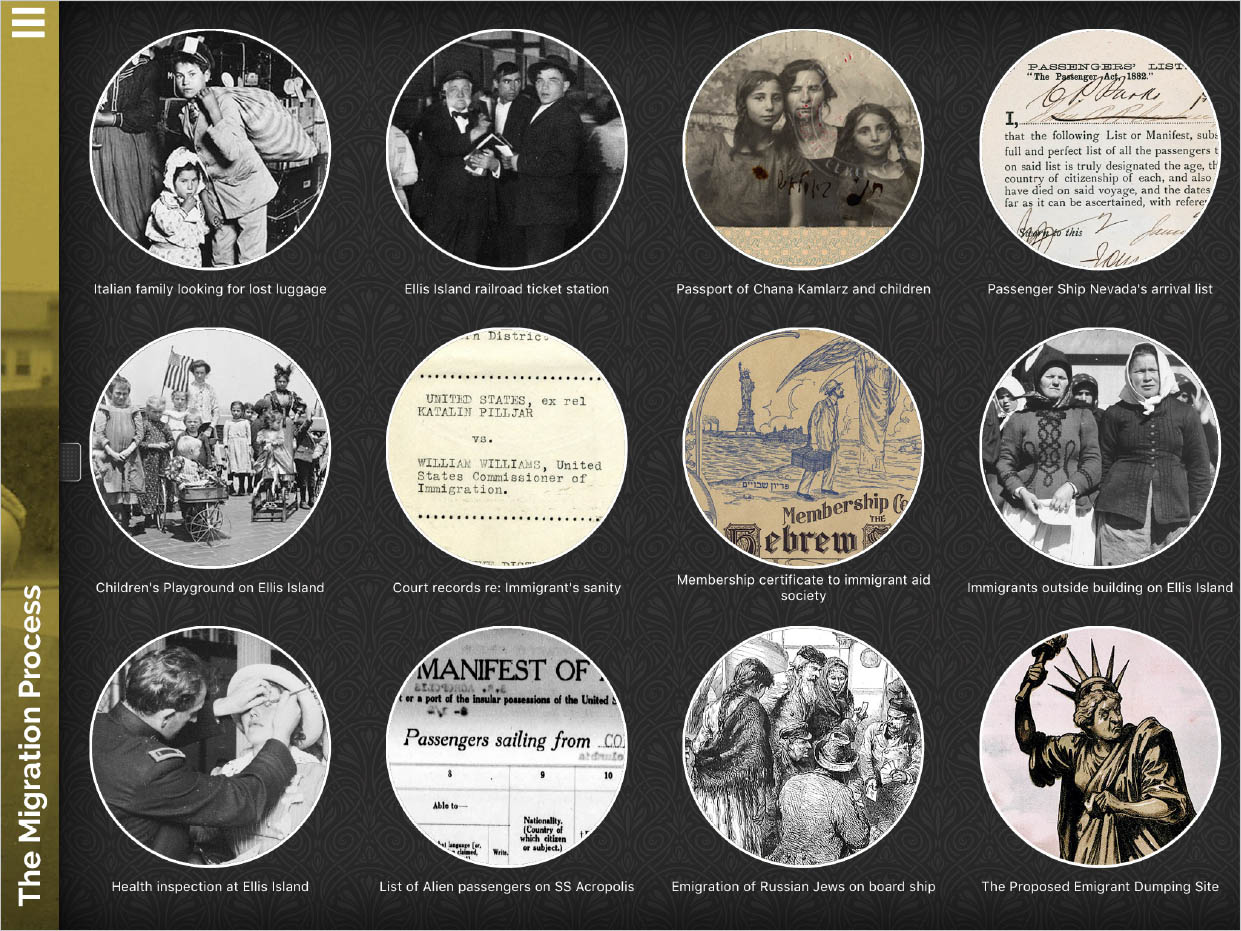 The Migration Process
Italian family looking for lost luggage
Ellis Island railroad ticket station
Passport of Chana Kamlarz and children
PASSENGERS' LIST.
"The Passenger Act, 1882."
I,
that the following List or Manifest, subs
full and perfect list of all the passengers t
on said list is truly designated the age, th
country of citizenship of each, and also
have died on said voyage, and the dates
far as it can be ascertained, with refere
to this
Passenger Ship Nevada's arrival list
Children's Playground on Ellis Island
n District
UNITED STATES, ex rel
KATALIN PILLJAR
vs.
WILLIAM WILLIAMS, United
States Commissioner of
Immigration.
Court records re: Immigrant's sanity
פדיון שבויים
Membership Ce
THE
Hebrew
Membership certificate to immigrant aid
society
Immigrants outside building on Ellis Island
Health inspection at Ellis Island
MANIFEST OF
t or a port of the insular possessions of the United S
Passengers sailing from CO
8 9 10
Able to—
Nationality.
(Country of
which citizen
or subject.)
Write.
List of Alien passengers on SS Acropolis
Emigration of Russian Jews on board ship
The Proposed Emigrant Dumping Site